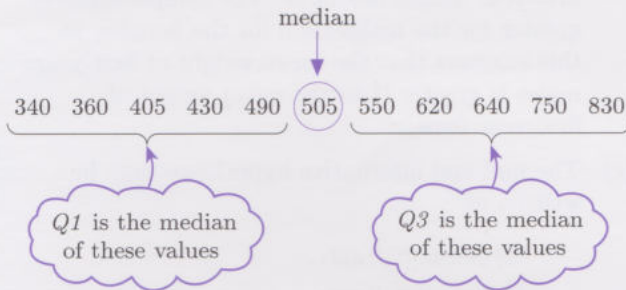 median
340 360 405 430 490 505 550 620 640 750 830
Q1 is the median
of these values
Q3 is the median
of these values